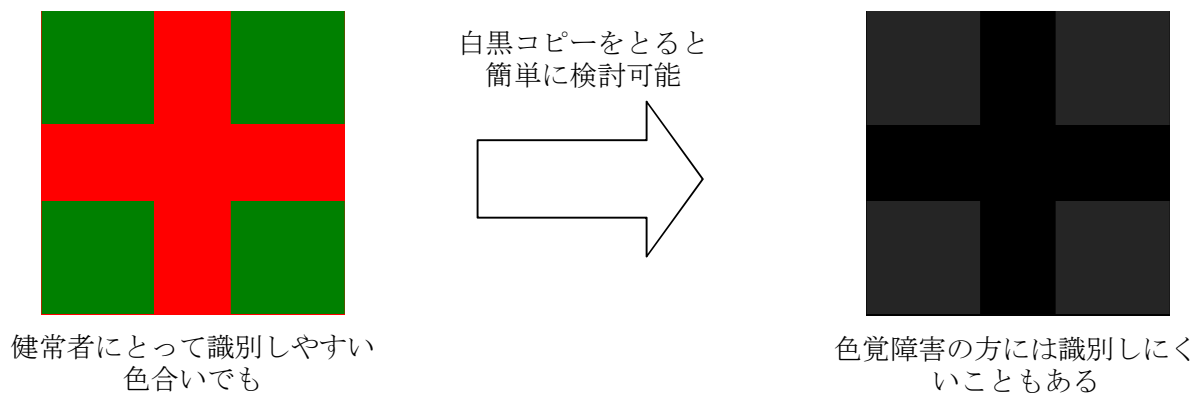 白黒コピーをとると
簡単に検討可能
健常者にとって識別しやすい
色合いでも
色覚障害の方には識別しにく
いこともある